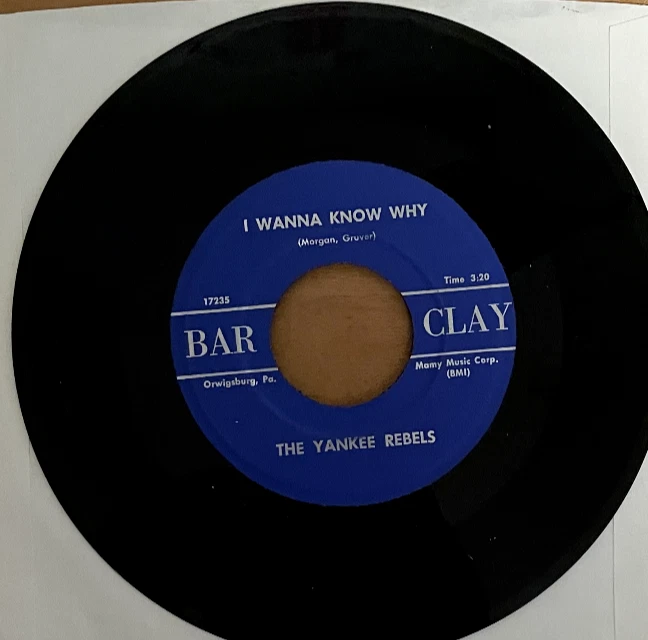 I WANNA KNOW WHY
(Morgan, Gruver)
17235
Time 3:20
BAR CLAY
Orwigsburg, Pa.
Mamy Music Corp.
(BMI)
THE YANKEE REBELS